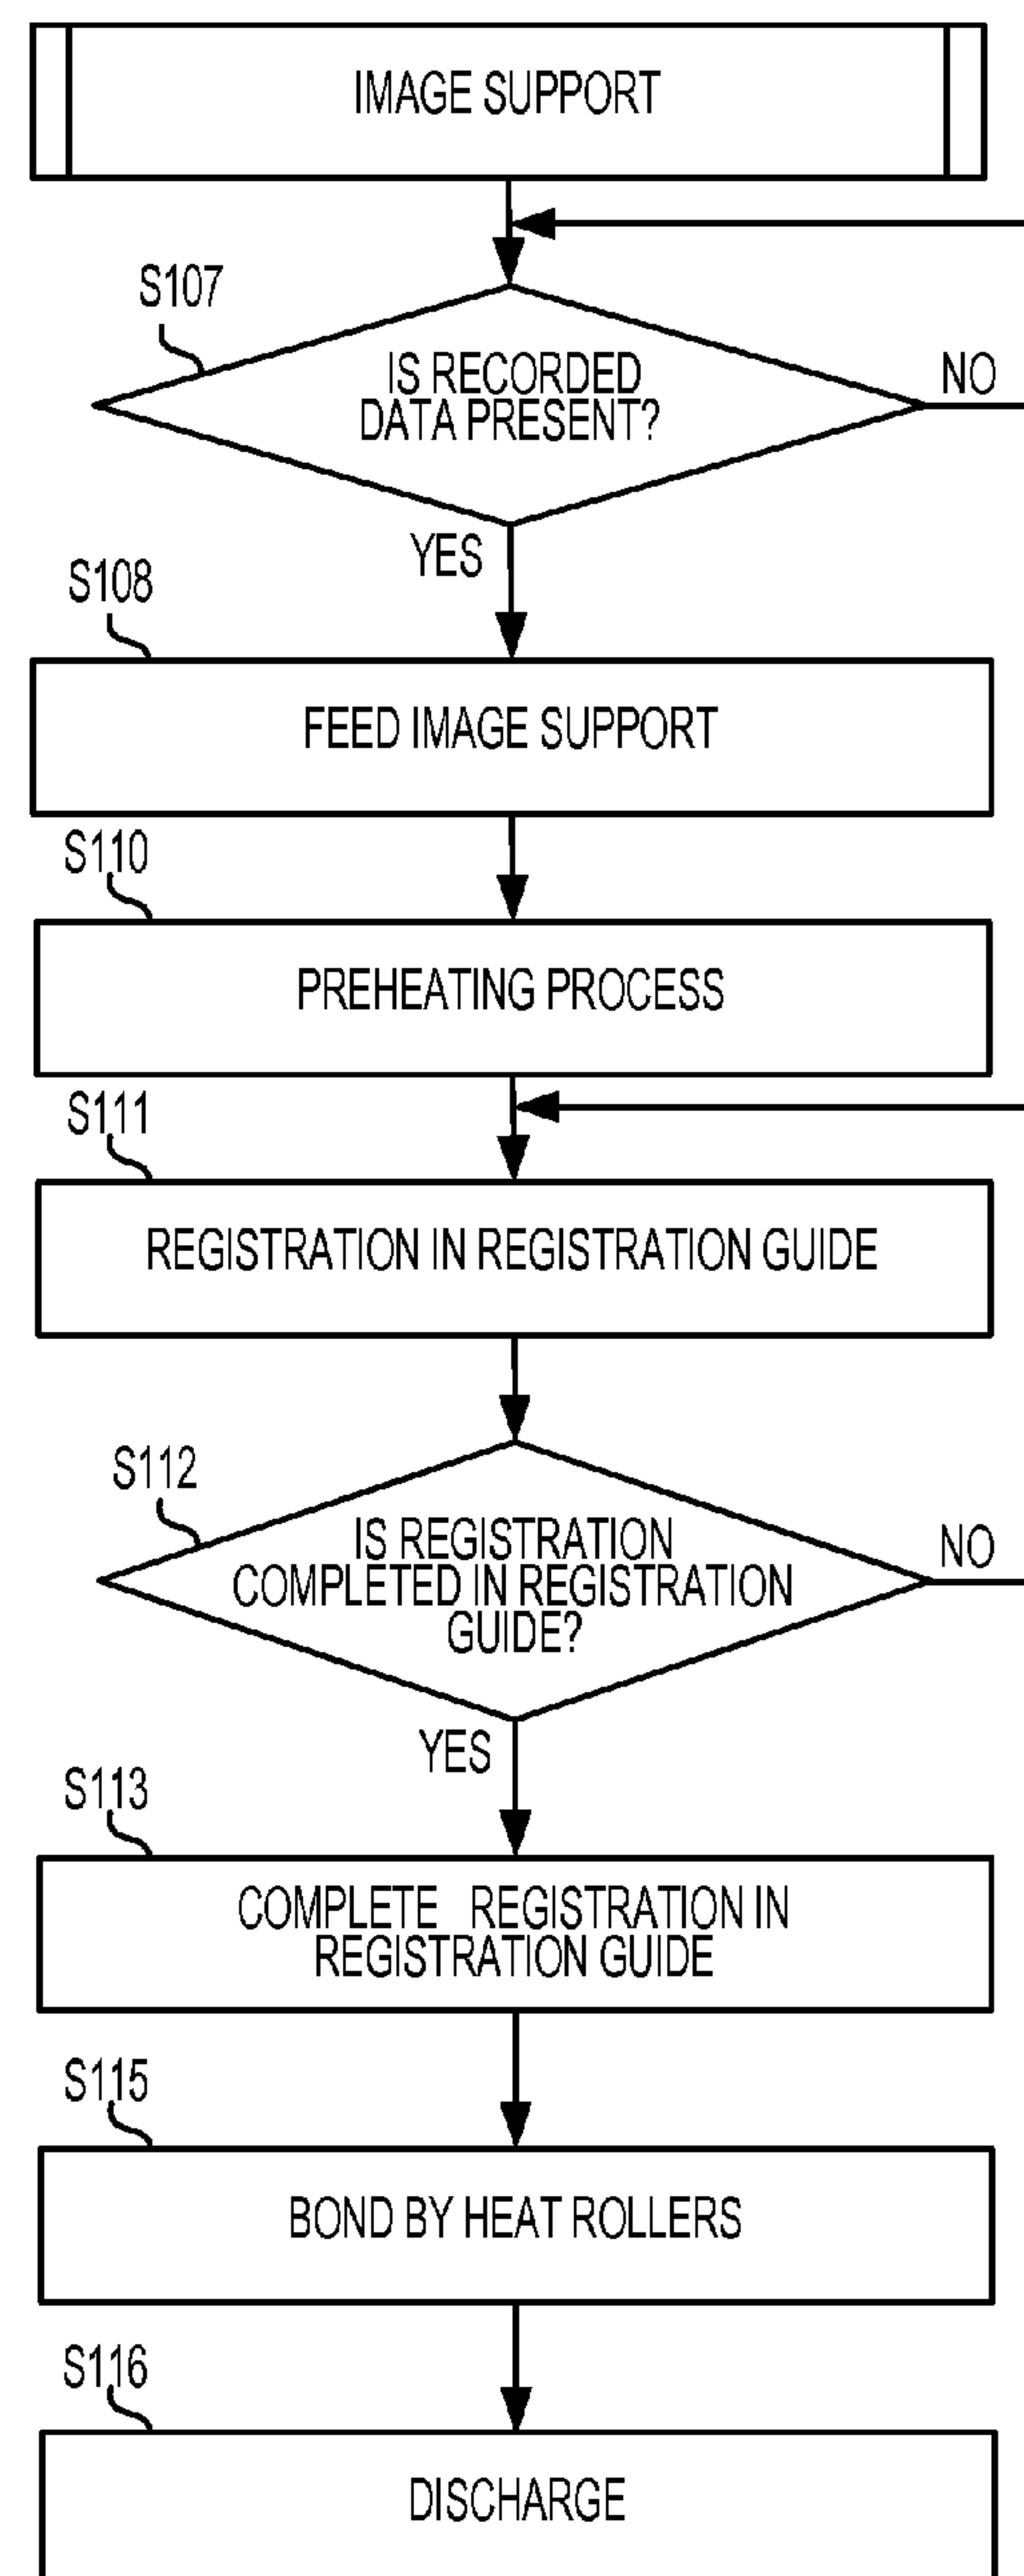 IMAGE SUPPORT
S107
IS RECORDED
DATA PRESENT?
NO
YES
S108
FEED IMAGE SUPPORT
S110
PREHEATING PROCESS
S111
REGISTRATION IN REGISTRATION GUIDE
S112
IS REGISTRATION
COMPLETED IN REGISTRATION
GUIDE?
NO
YES
S113
COMPLETE REGISTRATION IN
REGISTRATION GUIDE
S115
BOND BY HEAT ROLLERS
S116
DISCHARGE